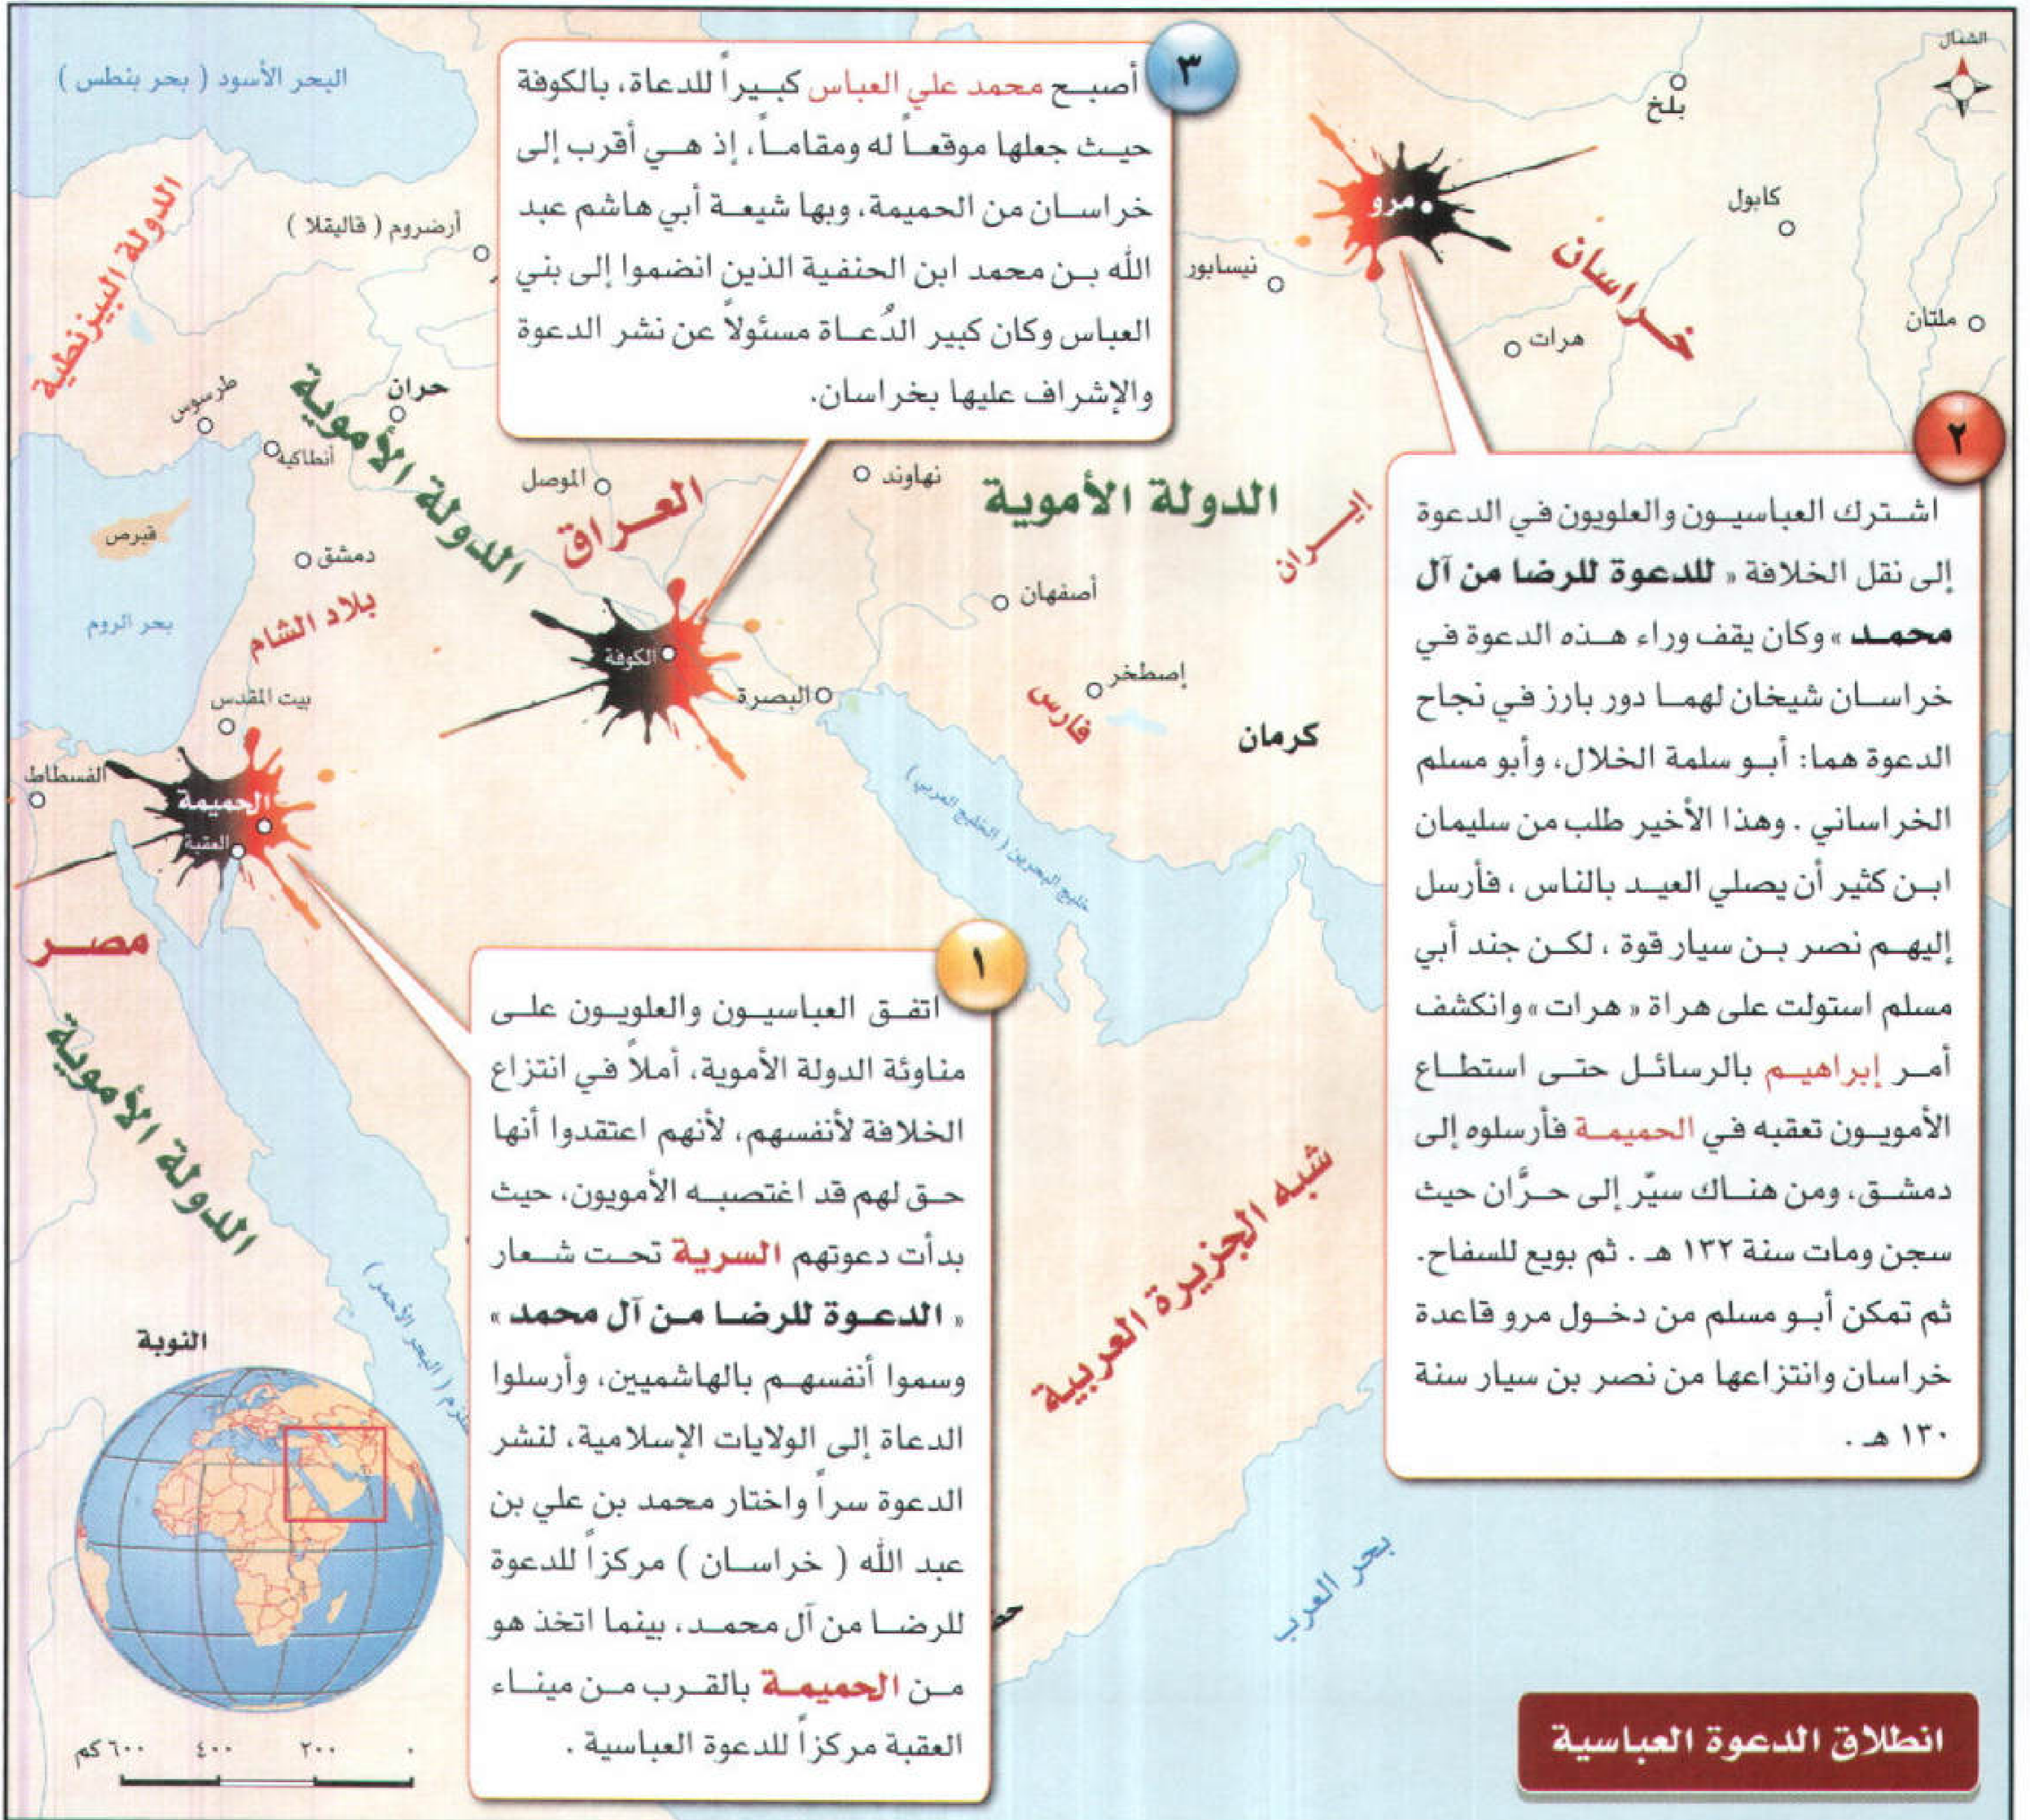 الشمال
البحر الأسود ( بحر بنطس )
بلخ
مرو
كابول
خراسان
نيسابور
هرات
ملتان
الدولة البيزنطية
أرضروم ( قاليقلا )
٣
أصبح محمد علي العباس كبيراً للدعاة، بالكوفة
حيث جعلها موقعاً له ومقاماً، إذ هي أقرب إلى
خراسان من الحميمة، وبها شيعة أبي هاشم عبد
الله بن محمد ابن الحنفية الذين انضموا إلى بني
العباس وكان كبير الدُعاة مسئولاً عن نشر الدعوة
والإشراف عليها بخراسان.
طرسوس
حران
الدولة الأموية
أنطاكية
الموصل
العراق
نهاوند
الدولة الأموية
إيران
قبرص
دمشق
بلاد الشام
بحر الروم
أصفهان
الكوفة
إصطخر
فارس
كرمان
البصرة
بيت المقدس
الفسطاط
الحميمة
العقبة
خليج البحرين ( الخليج العربي )
مصر
الدولة الأموية
٢
اشترك العباسيون والعلويون في الدعوة
إلى نقل الخلافة « للدعوة للرضا من آل
محمد » وكان يقف وراء هذه الدعوة في
خراسان شيخان لهما دور بارز في نجاح
الدعوة هما: أبو سلمة الخلال، وأبو مسلم
الخراساني . وهذا الأخير طلب من سليمان
ابن كثير أن يصلي العيد بالناس ، فأرسل
إليهم نصر بن سيار قوة ، لكن جند أبي
مسلم استولت على هراة « هرات » وانكشف
أمر إبراهيم بالرسائل حتى استطاع
الأمويون تعقبه في الحميمة فأرسلوه إلى
دمشق، ومن هناك سيّر إلى حرَّان حيث
سجن ومات سنة ١٣٢ هـ . ثم بويع للسفاح.
ثم تمكن أبو مسلم من دخول مرو قاعدة
خراسان وانتزاعها من نصر بن سيار سنة
١٣٠ هـ .
١
اتفق العباسيون والعلويون على
مناوئة الدولة الأموية، أملاً في انتزاع
الخلافة لأنفسهم، لأنهم اعتقدوا أنها
حق لهم قد اغتصبه الأمويون، حيث
بدأت دعوتهم السرية تحت شعار
« الدعوة للرضا من آل محمد »
وسموا أنفسهم بالهاشميين، وأرسلوا
الدعاة إلى الولايات الإسلامية، لنشر
الدعوة سراً واختار محمد بن علي بن
عبد الله ( خراسان ) مركزاً للدعوة
للرضا من آل محمد، بينما اتخذ هو
من الحميمة بالقرب من ميناء
العقبة مركزاً للدعوة العباسية .
شبه الجزيرة العربية
( البحر الأحمر )
النوبة
بحر العرب
٠ ٢٠٠ ٤٠٠ ٦٠٠ كم
انطلاق الدعوة العباسية